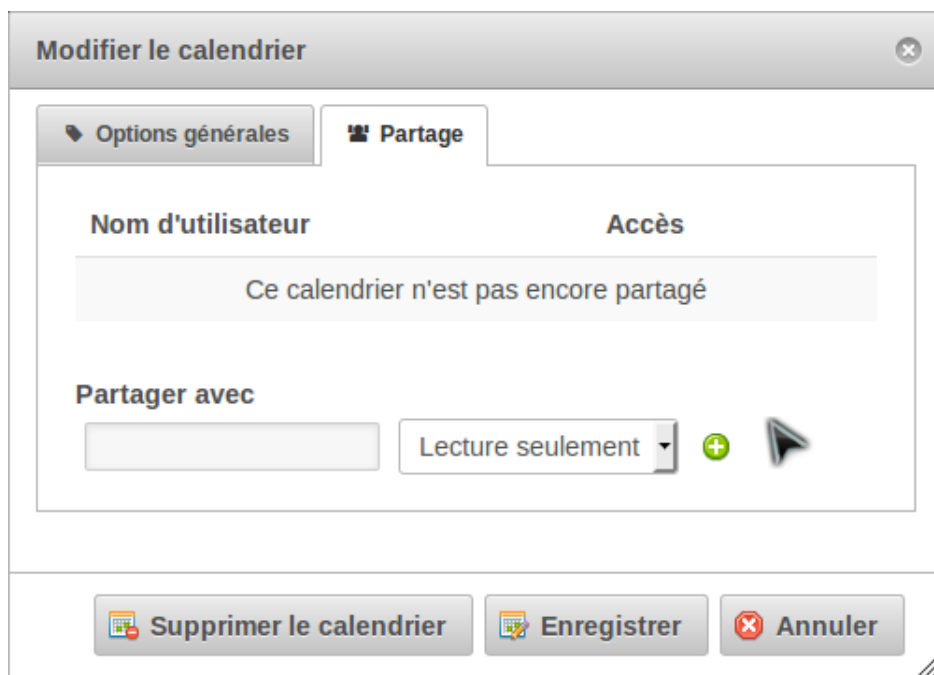 Modifier le calendrier
Options générales Partage
Nom d'utilisateur Accès
Ce calendrier n'est pas encore partagé
Partager avec
Lecture seulement
Supprimer le calendrier Enregistrer Annuler